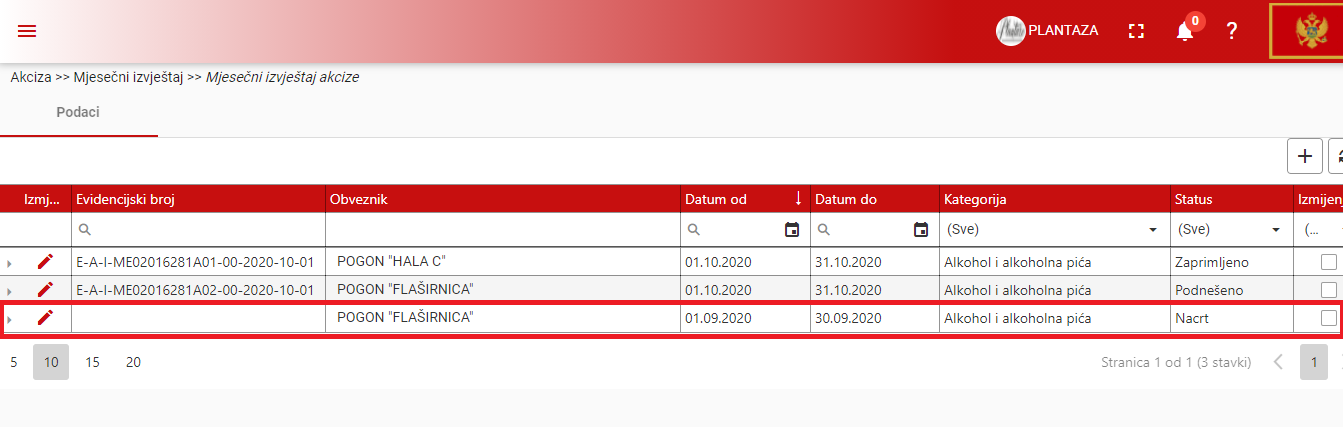 PLANTAZA 0 ?
Akciza >> Mjesečni izvještaj >> Mjesečni izvještaj akcize
Podaci
+
Izmj... Evidencijski broj Obveznik Datum od ↓ Datum do Kategorija Status Izmijenj
(Sve) (Sve) (...
E-A-I-ME02016281A01-00-2020-10-01 POGON "HALA C" 01.10.2020 31.10.2020 Alkohol i alkoholna pića Zaprimljeno
E-A-I-ME02016281A02-00-2020-10-01 POGON "FLAŠIRNICA" 01.10.2020 31.10.2020 Alkohol i alkoholna pića Podnešeno
POGON "FLAŠIRNICA" 01.09.2020 30.09.2020 Alkohol i alkoholna pića Nacrt
5 10 15 20 Stranica 1 od 1 (3 stavki) 1